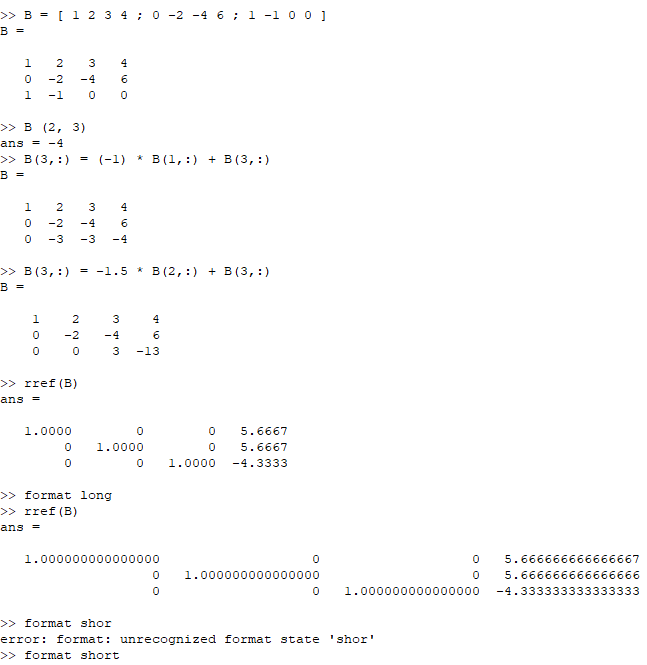 >> B = [ 1 2 3 4 ; 0 -2 -4 6 ; 1 -1 0 0 ]
B =
1 2 3 4
0 -2 -4 6
1 -1 0 0
>> B (2, 3)
ans = -4
>> B(3,:) = (-1) * B(1,:) + B(3,:)
B =
1 2 3 4
0 -2 -4 6
0 -3 -3 -4
>> B(3,:) = -1.5 * B(2,:) + B(3,:)
B =
1 2 3 4
0 -2 -4 6
0 0 3 -13
>> rref(B)
ans =
1.0000 0 0 5.6667
0 1.0000 0 5.6667
0 0 1.0000 -4.3333
>> format long
>> rref(B)
ans =
1.000000000000000 0 0 5.666666666666667
0 1.000000000000000 0 5.666666666666666
0 0 1.000000000000000 -4.333333333333333
>> format shor
error: format: unrecognized format state 'shor'
>> format short